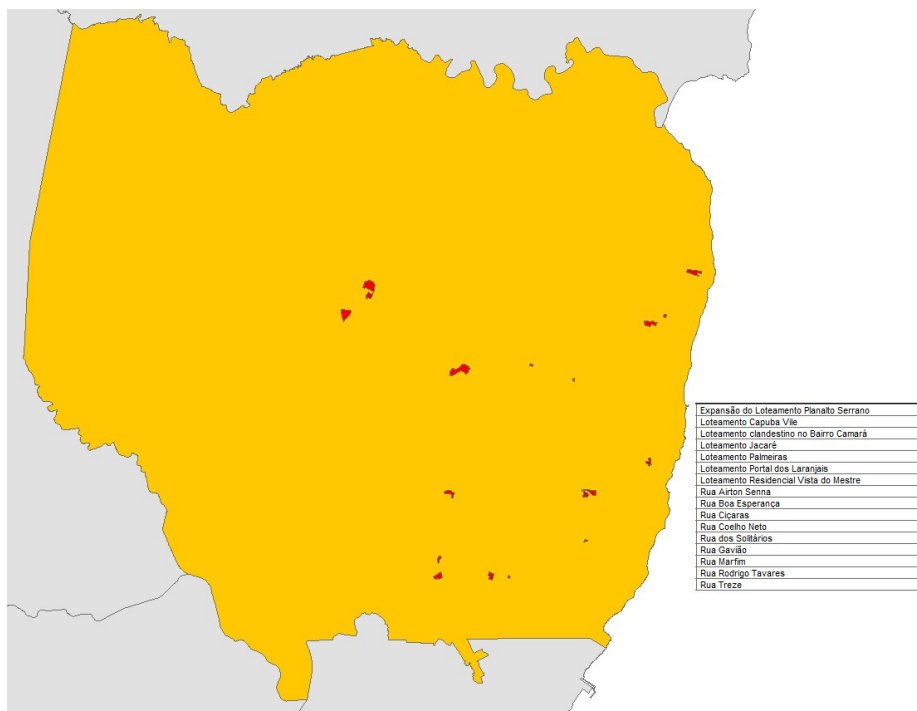 Expansão do Loteamento Planalto Serrano
Loteamento Capuba Vile
Loteamento clandestino no Bairro Camará
Loteamento Jacaré
Loteamento Palmeiras
Loteamento Portal dos Laranjais
Loteamento Residencial Vista do Mestre
Rua Airton Senna
Rua Boa Esperança
Rua Ciçaras
Rua Coelho Neto
Rua dos Solitários
Rua Gavião
Rua Marfim
Rua Rodrigo Tavares
Rua Treze